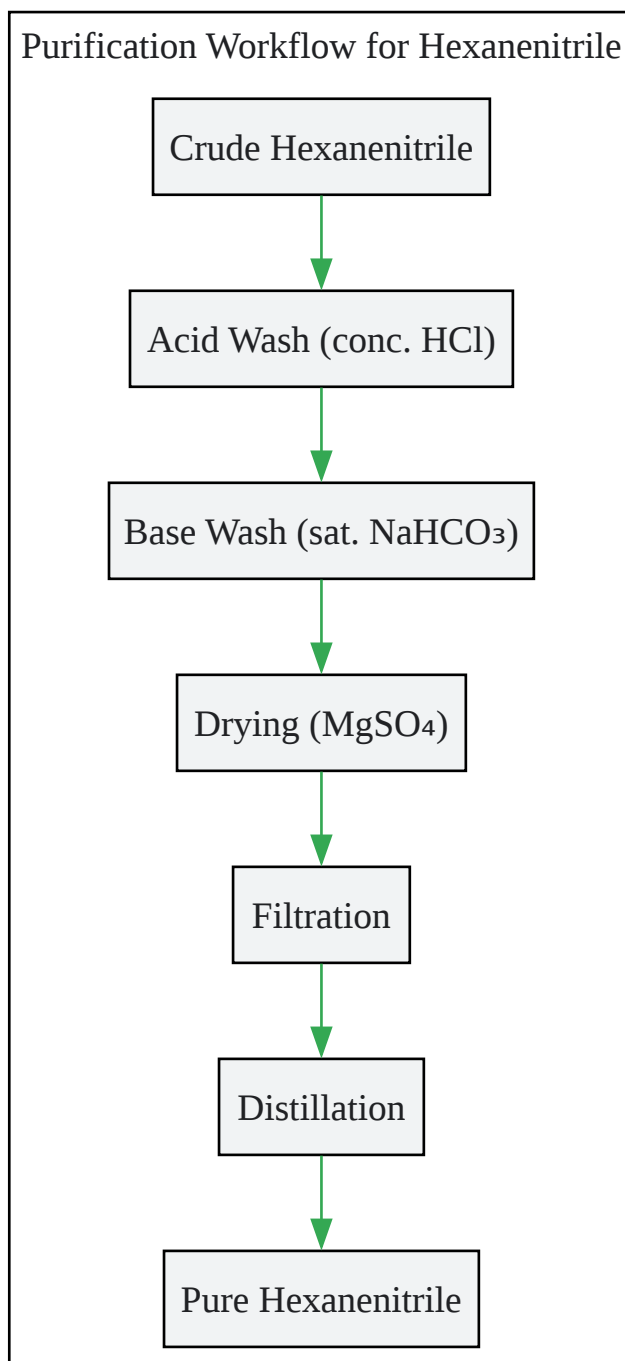 Purification Workflow for Hexanenitrile
Crude Hexanenitrile
Acid Wash (conc. HCl)
Base Wash (sat. NaHCO₃)
Drying (MgSO₄)
Filtration
Distillation
Pure Hexanenitrile